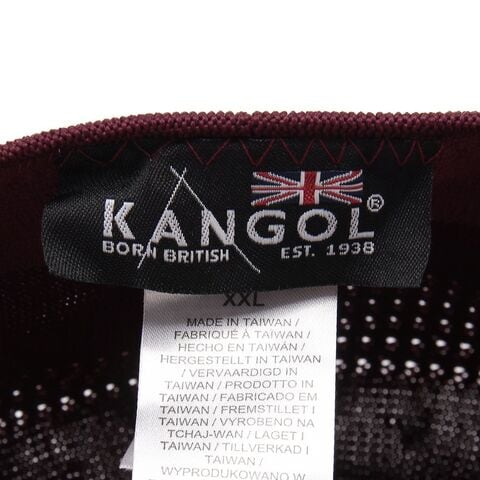 KANGOL®
BORN BRITISH EST. 1938
XXL
MADE IN TAIWAN /
FABRIQUÉ À TAIWAN /
HECHO EN TAIWÁN /
HERGESTELLT IN TAIWAN
/ VERVAARDIGD IN
TAIWAN / PRODOTTO IN
TAIWAN / FABRICADO EM
TAIWAN / FREMSTILLET I
TAIWAN / VYROBENO NA
TCHAJ-WAN / LAGET I
TAIWAN / TILLVERKAD I
TAIWAN /
WYPRODUKOWANO W